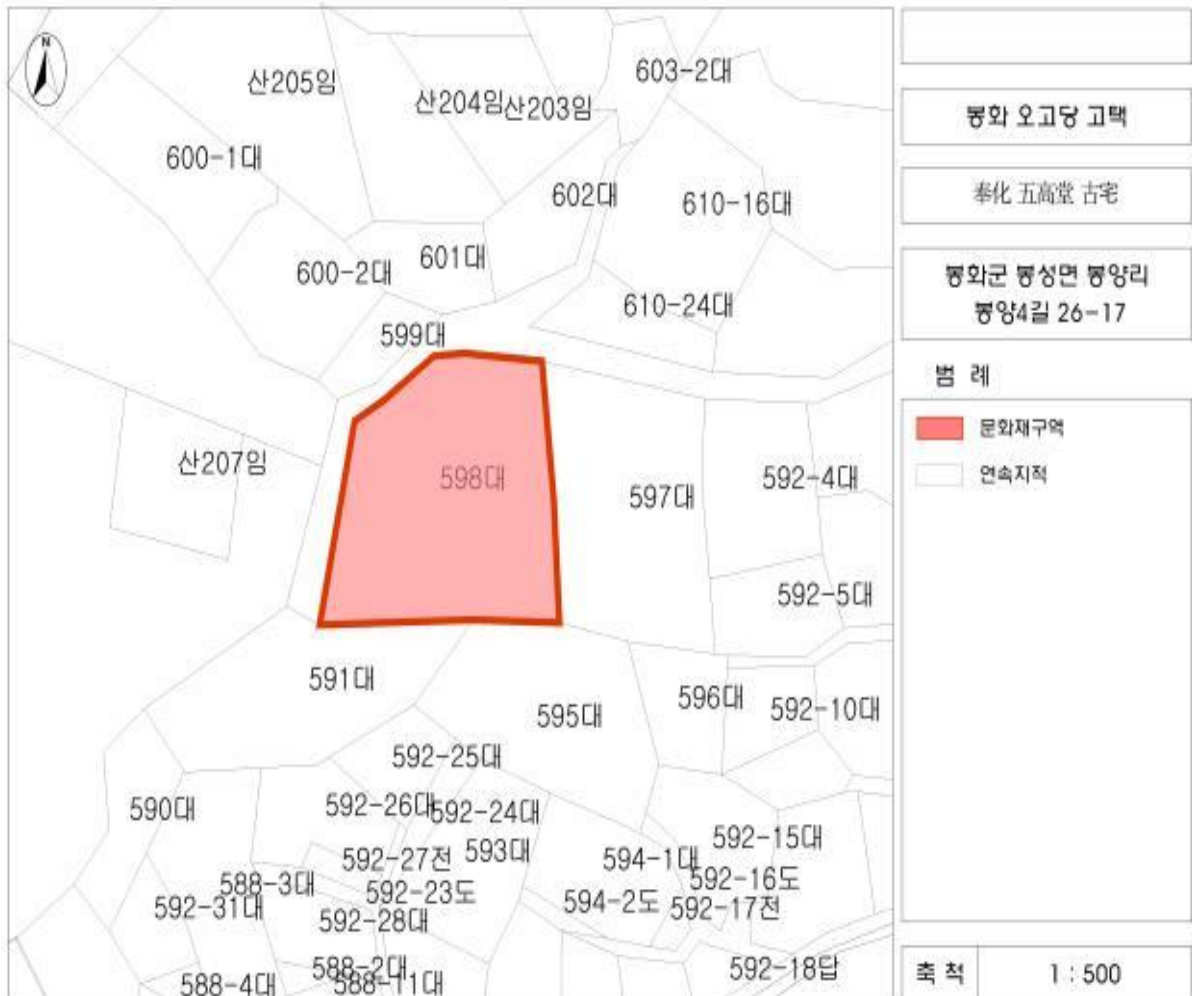 N
603-2대
산205임
산204임
산203임
600-1대
602대
610-16대
601대
600-2대
610-24대
599대
산207임
598대
597대
592-4대
592-5대
591대
596대
595대
592-10대
592-25대
590대
592-26대
592-24대
592-15대
593대
592-27전
594-1대
588-3대
592-23도
592-16도
592-31대
594-2도
592-17전
592-28대
588-2대
592-18답
588-4대
588-11대
봉화 오고당 고택
奉化 五高堂 古宅
봉화군 봉성면 봉양리
봉양4길 26-17
범 례
문화재구역
연속지적
축 척
1 : 500